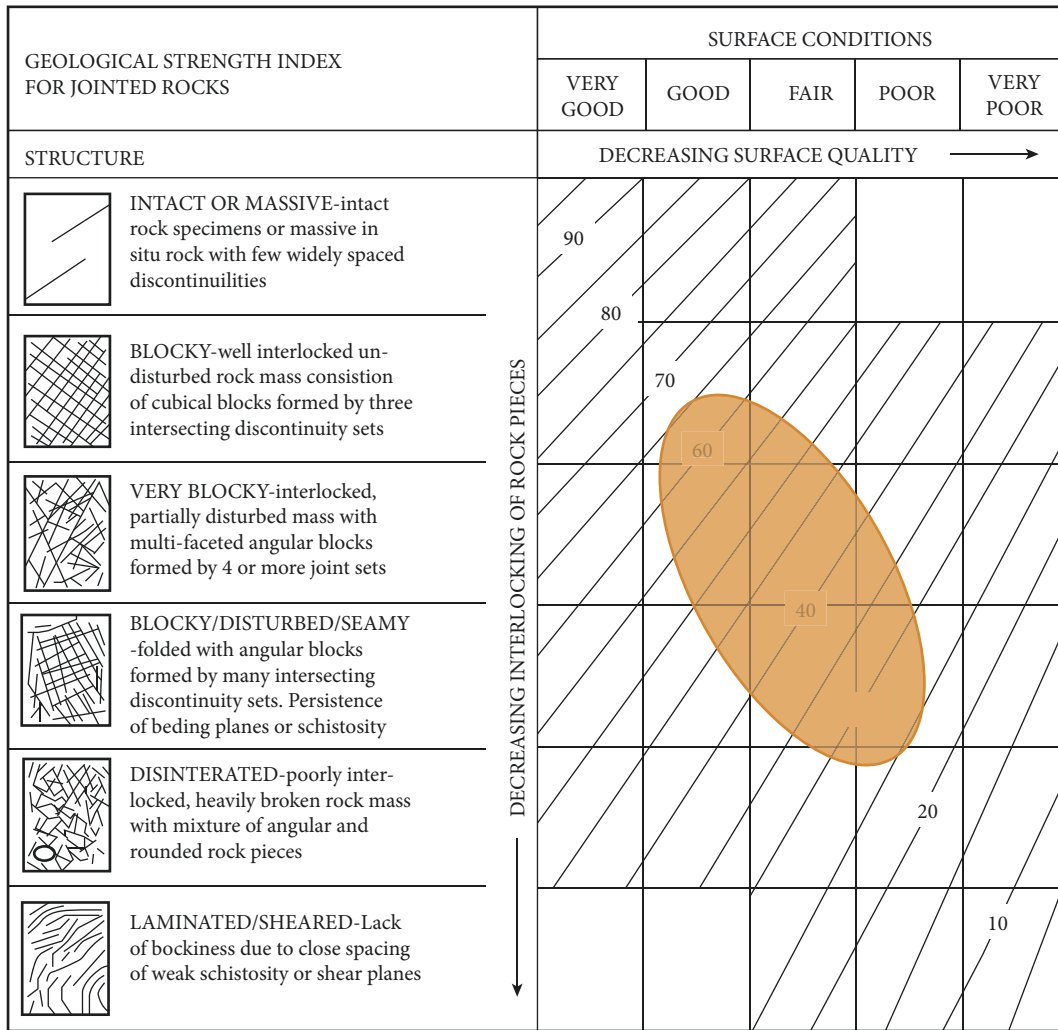 GEOLOGICAL STRENGTH INDEX
FOR JOINTED ROCKS
SURFACE CONDITIONS
VERY
GOOD
GOOD
FAIR
POOR
VERY
POOR
STRUCTURE
DECREASING SURFACE QUALITY
INTACT OR MASSIVE-intact
rock specimens or massive in
situ rock with few widely spaced
discontinuilities
BLOCKY-well interlocked un-
disturbed rock mass consistion
of cubical blocks formed by three
intersecting discontinuity sets
VERY BLOCKY-interlocked,
partially disturbed mass with
multi-faceted angular blocks
formed by 4 or more joint sets
BLOCKY/DISTURBED/SEAMY
-folded with angular blocks
formed by many intersecting
discontinuity sets. Persistence
of beding planes or schistosity
DISINTERATED-poorly inter-
locked, heavily broken rock mass
with mixture of angular and
rounded rock pieces
LAMINATED/SHEARED-Lack
of bockiness due to close spacing
of weak schistosity or shear planes
DECREASING INTERLOCKING OF ROCK PIECES
90
80
70
60
40
20
10